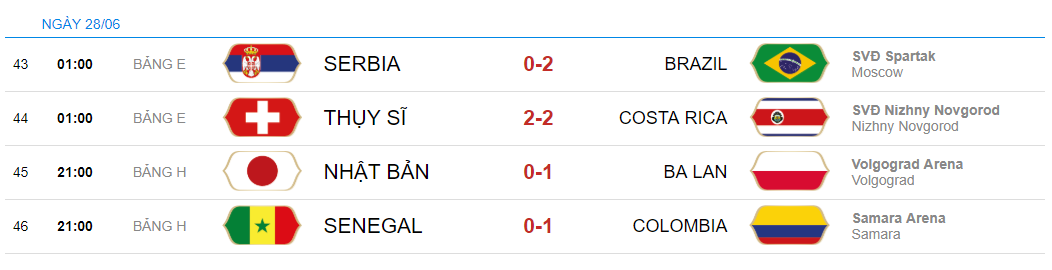 NGÀY 28/06
43 01:00 BẢNG E SERBIA 0-2 BRAZIL SVĐ Spartak
Moscow
44 01:00 BẢNG E THỤY SĨ 2-2 COSTA RICA SVĐ Nizhny Novgorod
Nizhny Novgorod
45 21:00 BẢNG H NHẬT BẢN 0-1 BA LAN Volgograd Arena
Volgograd
46 21:00 BẢNG H SENEGAL 0-1 COLOMBIA Samara Arena
Samara